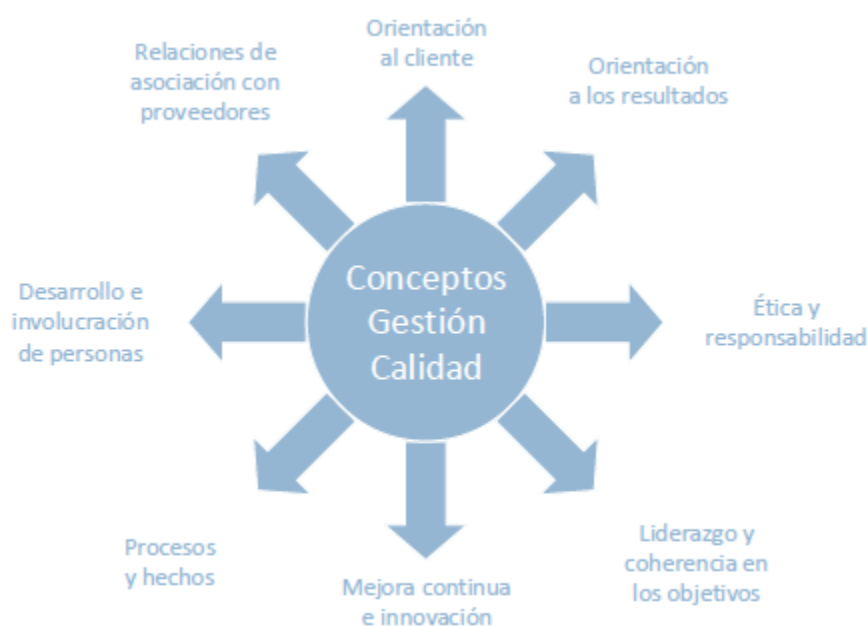 Orientación
al cliente
Relaciones de
asociación con
proveedores
Orientación
a los resultados
Conceptos
Gestión
Calidad
Desarrollo e
involucración
de personas
Ética y
responsabilidad
Procesos
y hechos
Mejora continua
e innovación
Liderazgo y
coherencia en
los objetivos